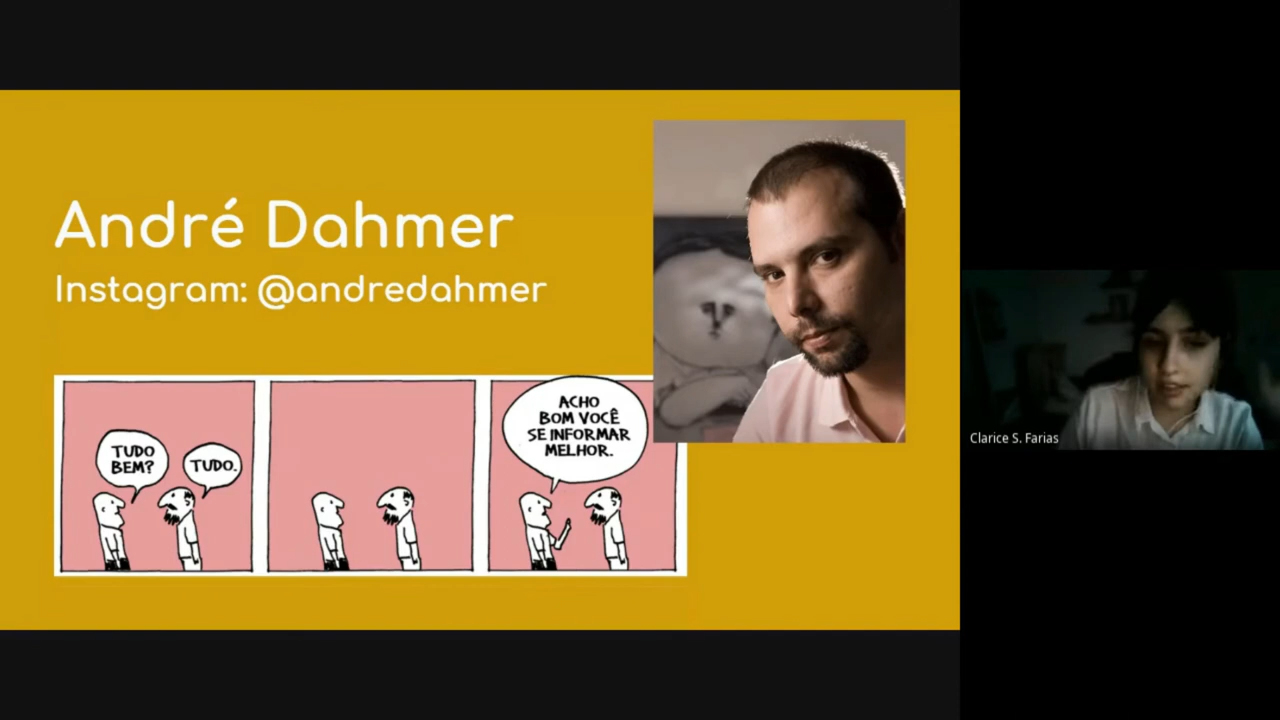 André Dahmer
Instagram: @andredahmer
TUDO
BEM?
TUDO.
ACHO
BOM VOCÊ
SE INFORMAR
MELHOR.
Clarice S. Farias